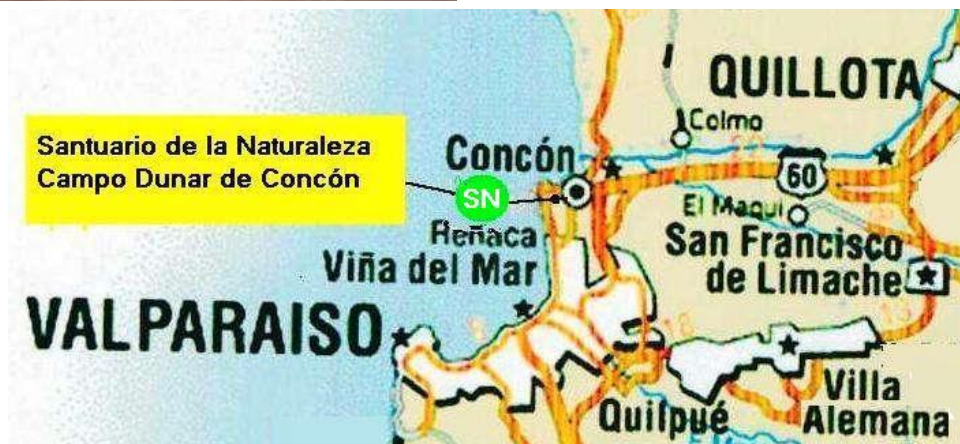 QUILLOTA
Colmo
Santuario de la Naturaleza
Campo Dunar de Concón
Concón
60
SN
El Maqui
Reñaca
San Francisco
de Limache
Viña del Mar
VALPARAISO
18
Villa
Alemana
Quilpué